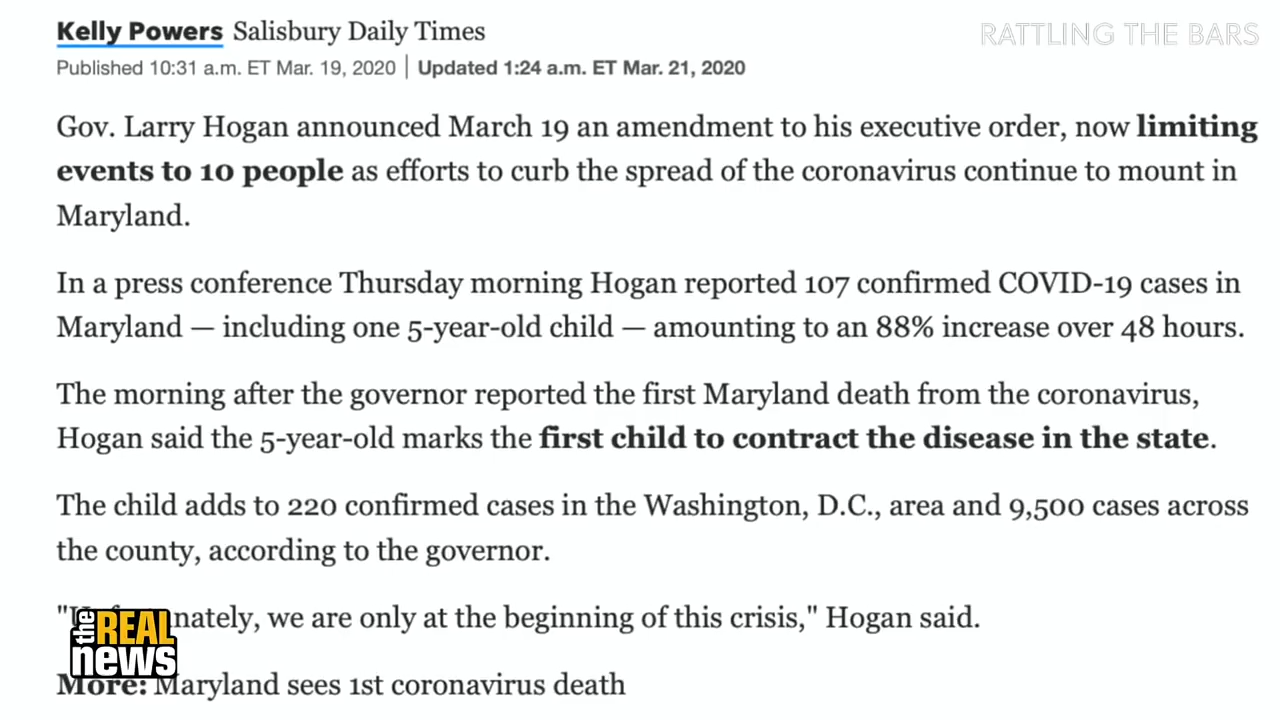 Kelly Powers Salisbury Daily Times
RATTLING THE BARS
Published 10:31 a.m. ET Mar. 19, 2020 | Updated 1:24 a.m. ET Mar. 21, 2020
Gov. Larry Hogan announced March 19 an amendment to his executive order, now limiting
events to 10 people as efforts to curb the spread of the coronavirus continue to mount in
Maryland.
In a press conference Thursday morning Hogan reported 107 confirmed COVID-19 cases in
Maryland — including one 5-year-old child — amounting to an 88% increase over 48 hours.
The morning after the governor reported the first Maryland death from the coronavirus,
Hogan said the 5-year-old marks the first child to contract the disease in the state.
The child adds to 220 confirmed cases in the Washington, D.C., area and 9,500 cases across
the county, according to the governor.
nately, we are only at the beginning of this crisis," Hogan said.
the REAL
news
More: Maryland sees 1st coronavirus death